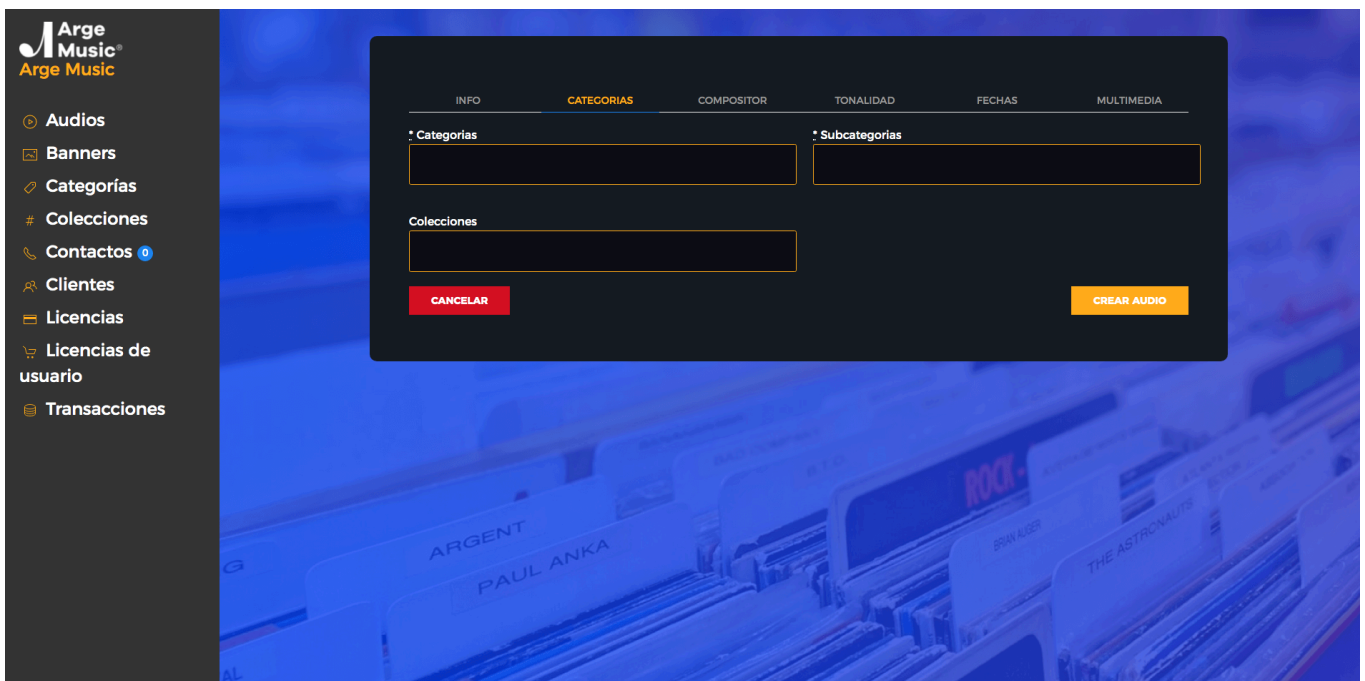 Arge
Music®
Arge Music
Audios
Banners
Categorías
Colecciones
Contactos 0
Clientes
Licencias
Licencias de
usuario
Transacciones
INFO CATEGORIAS COMPOSITOR TONALIDAD FECHAS MULTIMEDIA
* Categorias * Subcategorias
Colecciones
CANCELAR CREAR AUDIO
B.T.O.
ROCK -
ARGENT
PAUL ANKA
BRIAN AUGER
THE ASTRONAUTS